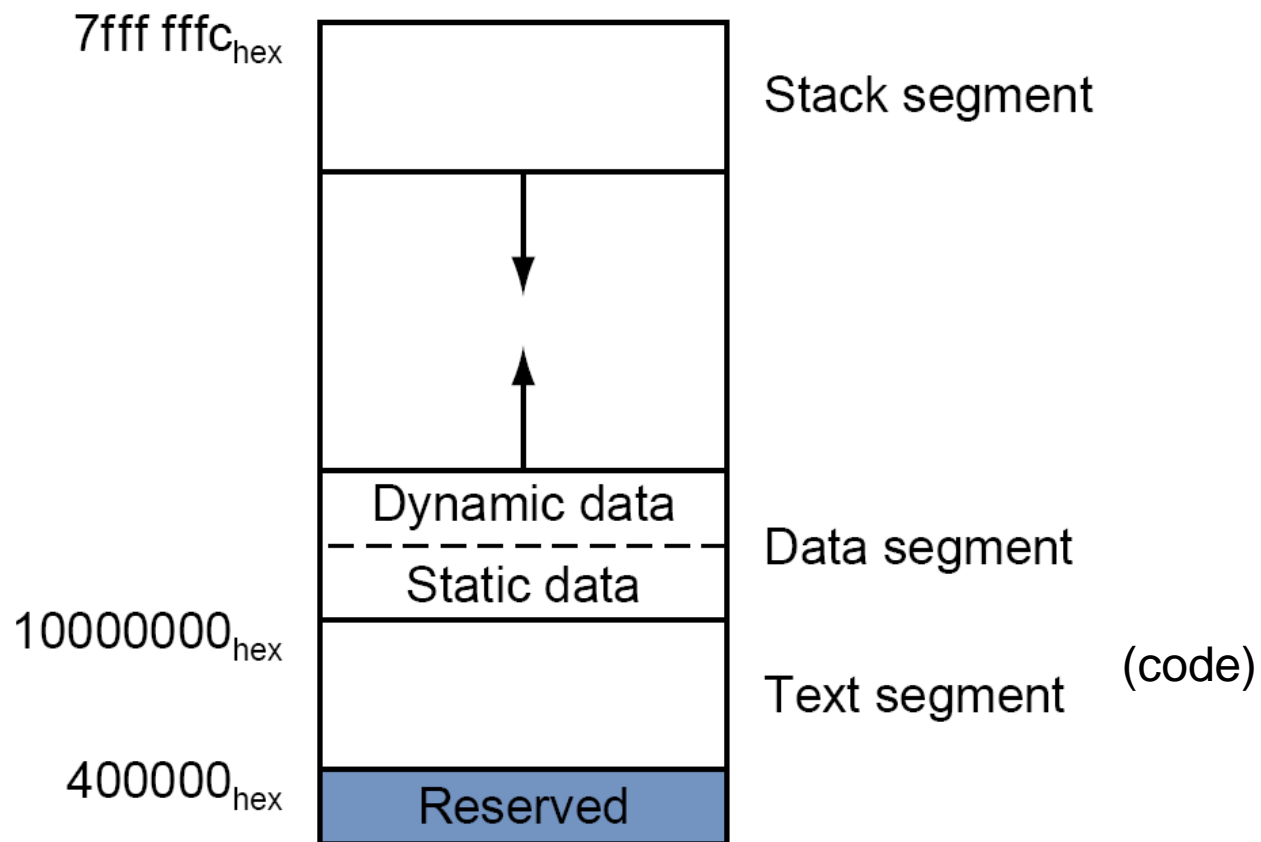 7fff fffchex
Stack segment
Dynamic data
Data segment
Static data
10000000hex
(code)
Text segment
400000hex
Reserved